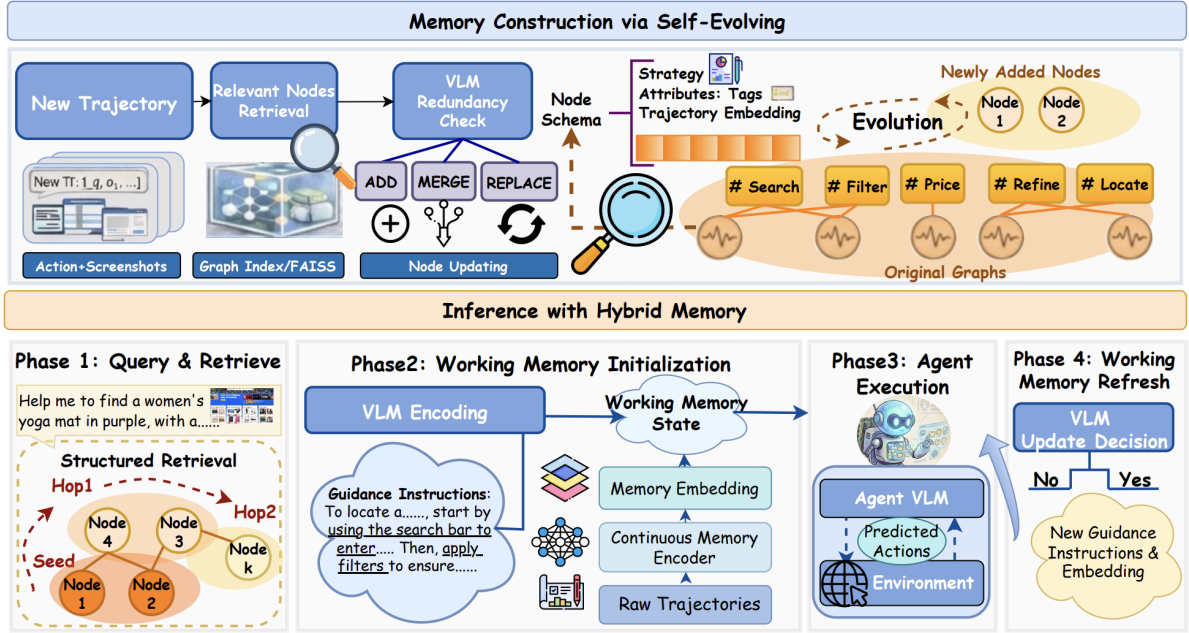 Memory Construction via Self-Evolving
New Trajectory
Relevant Nodes
Retrieval
VLM
Redundancy
Check
New
1 q, o1, ...]
Action+Screenshots
Graph Index/FAISS
ADD
MERGE
REPLACE
Node Updating
Node
Schema
Strategy
Attributes: Tags
Trajectory Embedding
Evolution
Newly Added Nodes
Node
1
Node
2
# Search
# Filter
# Price
# Refine
# Locate
Original Graphs
Inference with Hybrid Memory
Phase 1: Query & Retrieve
Help me to find a women's
yoga mat in purple, with a......
Structured Retrieval
Hop1
Hop2
Seed
Node
4
Node
3
Node
k
Node
1
Node
2
Phase2: Working Memory Initialization
VLM Encoding
Guidance Instructions:
To locate a......, start by
using the search bar to
enter..... Then, apply
filters to ensure......
Working Memory
State
Memory Embedding
Continuous Memory
Encoder
Raw Trajectories
Phase3: Agent
Execution
Agent VLM
Predicted
Actions
Environment
Phase 4: Working
Memory Refresh
VLM
Update Decision
No
Yes
New Guidance
Instructions &
Embedding